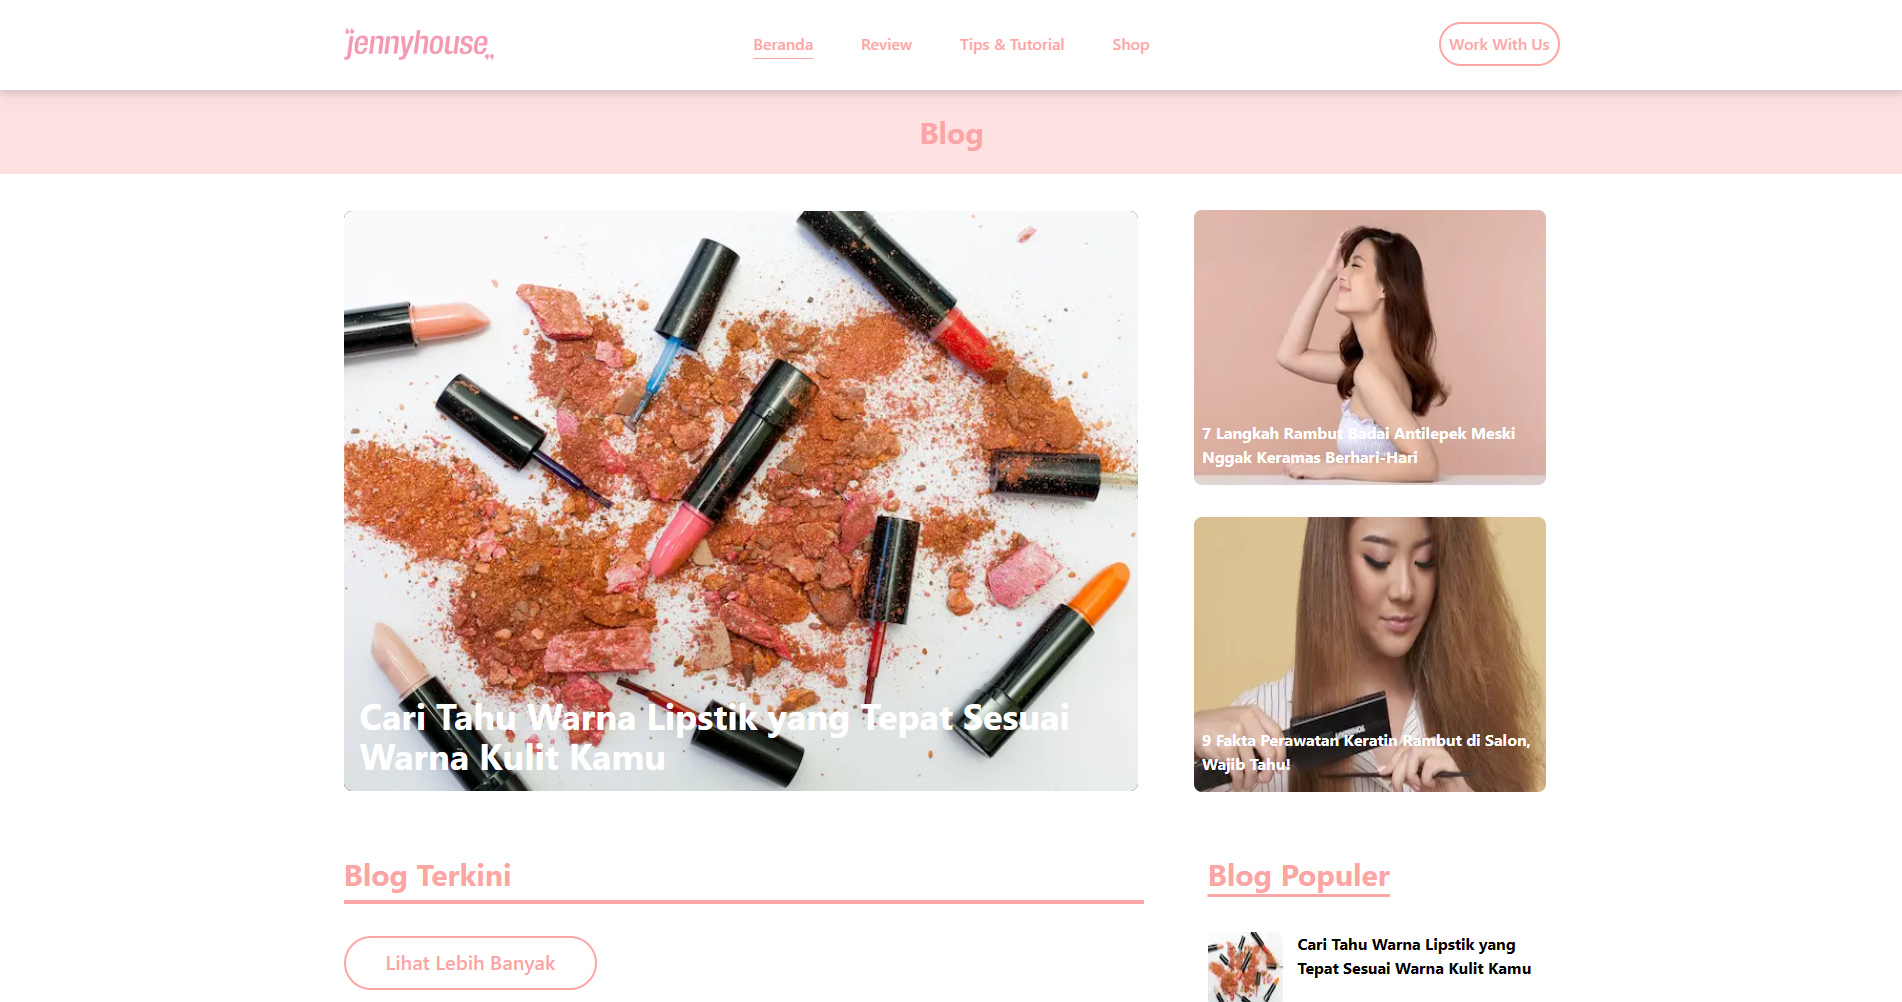 "jennyhouse„
Beranda
Review
Tips & Tutorial
Shop
Work With Us
Blog
Cari Tahu Warna Lipstik yang Tepat Sesuai
Warna Kulit Kamu
7 Langkah Rambut Badai Antilepek Meski
Nggak Keramas Berhari-Hari
9 Fakta Perawatan Keratin Rambut di Salon,
Wajib Tahu!
Blog Terkini
Lihat Lebih Banyak
Blog Populer
Cari Tahu Warna Lipstik yang
Tepat Sesuai Warna Kulit Kamu